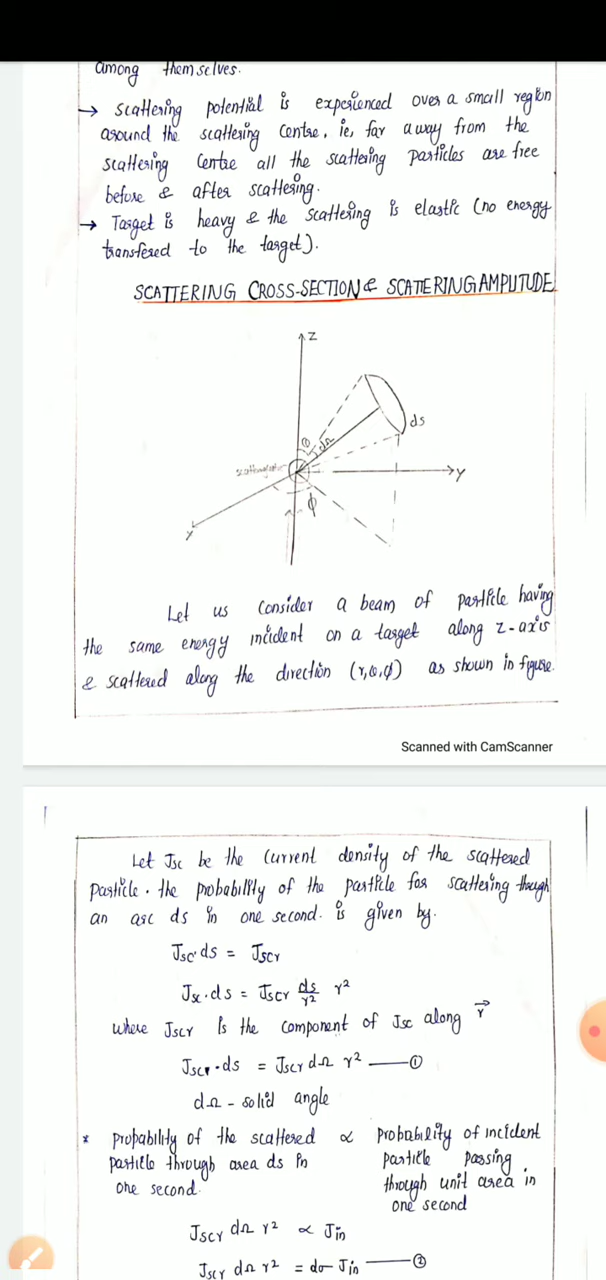 among themselves.
→ scattering potential is experienced over a small region
around the scattering centre, ie, far away from the
scattering centre all the scattering particles are free
before & after scattering.
→ Target is heavy & the scattering is elastic (no energy
transfered to the target).
SCATTERING CROSS-SECTION & SCATTERING AMPLITUDE
Z
θ
dΩ
ds
Y
ϕ
X
Let us consider a beam of particle having
the same energy incident on a target along z-axis
& scattered along the direction (r,θ,ϕ) as shown in figure.
Scanned with CamScanner
Let Jsc be the current density of the scattered
particle. the probability of the particle for scattering though
an asc ds in one second. is given by.
Jsc·ds = Jscr
Jsc·ds = Jscr ds/r² r²
where Jscr is the component of Jsc along r⃗
Jscr·ds = Jscr dΩ r² —— ①
dΩ - solid angle
* probability of the scattered ∝ probability of incident
particle through area ds in particle passing
one second. through unit area in
one second
Jscr dΩ r² ∝ Jin
Jscr dΩ r² = dσ Jin —— ②